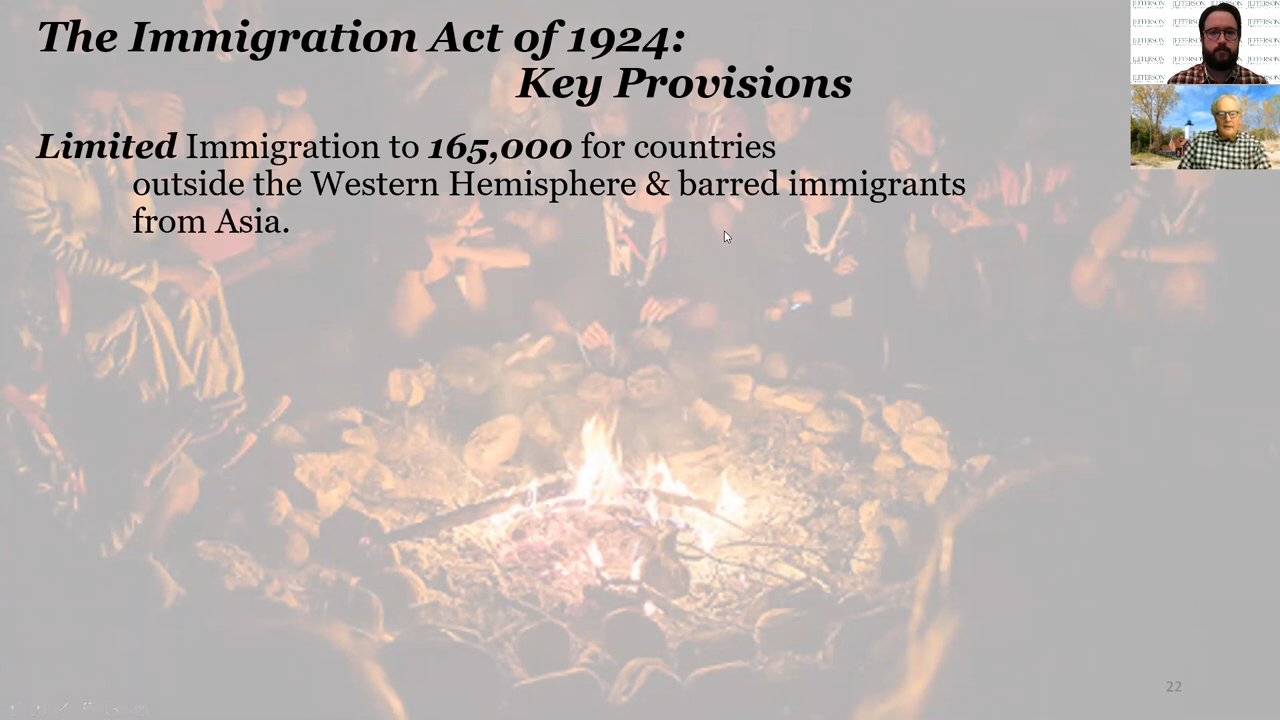 The Immigration Act of 1924:
Key Provisions
Limited Immigration to 165,000 for countries
outside the Western Hemisphere & barred immigrants
from Asia.
22